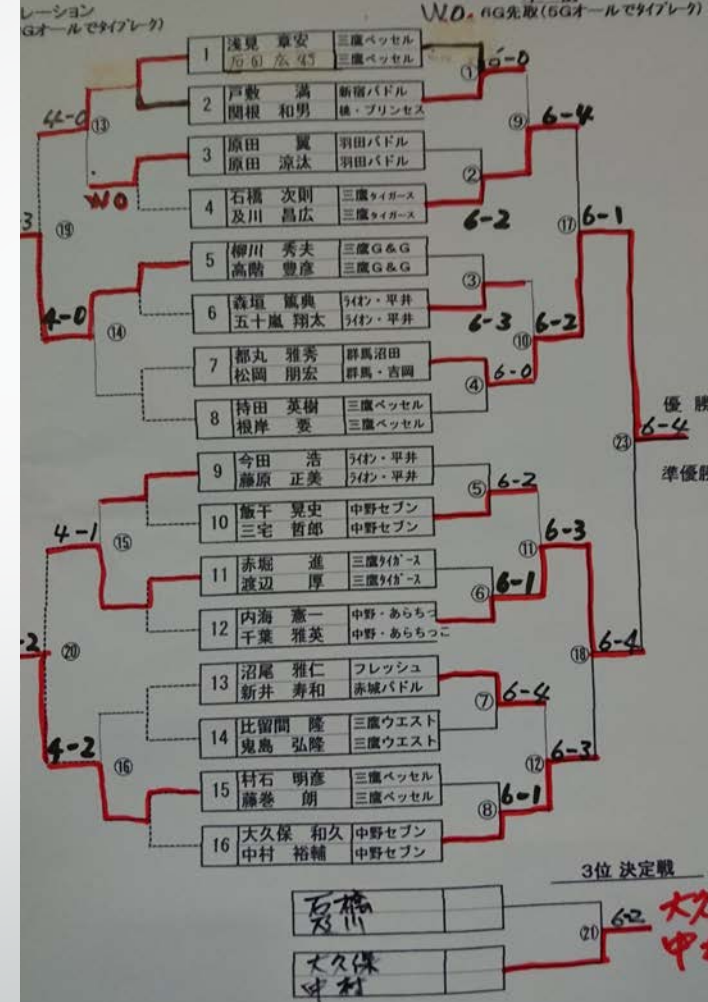 レーション
Gオールでタイブレーク)
W.O. 6G先取(6Gオールでタイブレーク)
1 浅見 章安 三鷹ベッセル
三鷹ベッセル
2 戸敷 満 新宿パドル
関根 和男 橋・プリンセス
3 原田 翼 羽田パドル
原田 涼汰 羽田パドル
4 石橋 次則 三鷹タイガース
及川 昌広 三鷹タイガース
5 柳川 秀夫 三鷹G&G
高階 豊彦 三鷹G&G
6 森垣 篤典 ライオン・平井
五十嵐 翔太 ライオン・平井
7 都丸 雅秀 群馬沼田
松岡 朋宏 群馬・吉岡
8 持田 英樹 三鷹ベッセル
根岸 要 三鷹ベッセル
9 今田 浩 ライオン・平井
藤原 正美 ライオン・平井
10 飯干 晃史 中野セブン
三宅 哲郎 中野セブン
11 赤堀 進 三鷹タイガース
渡辺 厚 三鷹タイガース
12 内海 憲一 中野・あらちっ
千葉 雅英 中野・あらちっこ
13 沼尾 雅仁 フレッシュ
新井 寿和 赤城パドル
14 比留間 隆 三鷹ウエスト
鬼島 弘隆 三鷹ウエスト
15 村石 明彦 三鷹ベッセル
藤巻 朗 三鷹ベッセル
16 大久保 和久 中野セブン
中村 裕輔 中野セブン
4-0 ⑬
WO
3 ⑲
4-0 ⑭
4-1 ⑮
-2 ⑳
4-2 ⑯
① -0
⑨ 6-4
② 6-2
⑰ 6-1
③ 6-3
⑩ 6-2
④ 6-0
優勝
㉓ 6-4
準優勝
⑤ 6-2
⑪ 6-3
⑥ 6-1
⑱ 6-4
⑦ 6-4
⑫ 6-3
⑧ 6-1
3位 決定戦
石橋
及川
㉑ 6-2
大久保
中村
大久
中